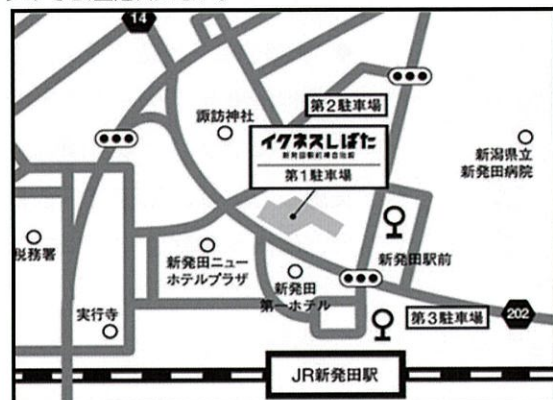 14
第2駐車場
諏訪神社
イクネスしばた
新発田駅前複合施設
第1駐車場
新潟県立
新発田病院
税務署
新発田ニュー
ホテルプラザ
新発田
第一ホテル
新発田駅前
実行寺
第3駐車場
202
JR新発田駅